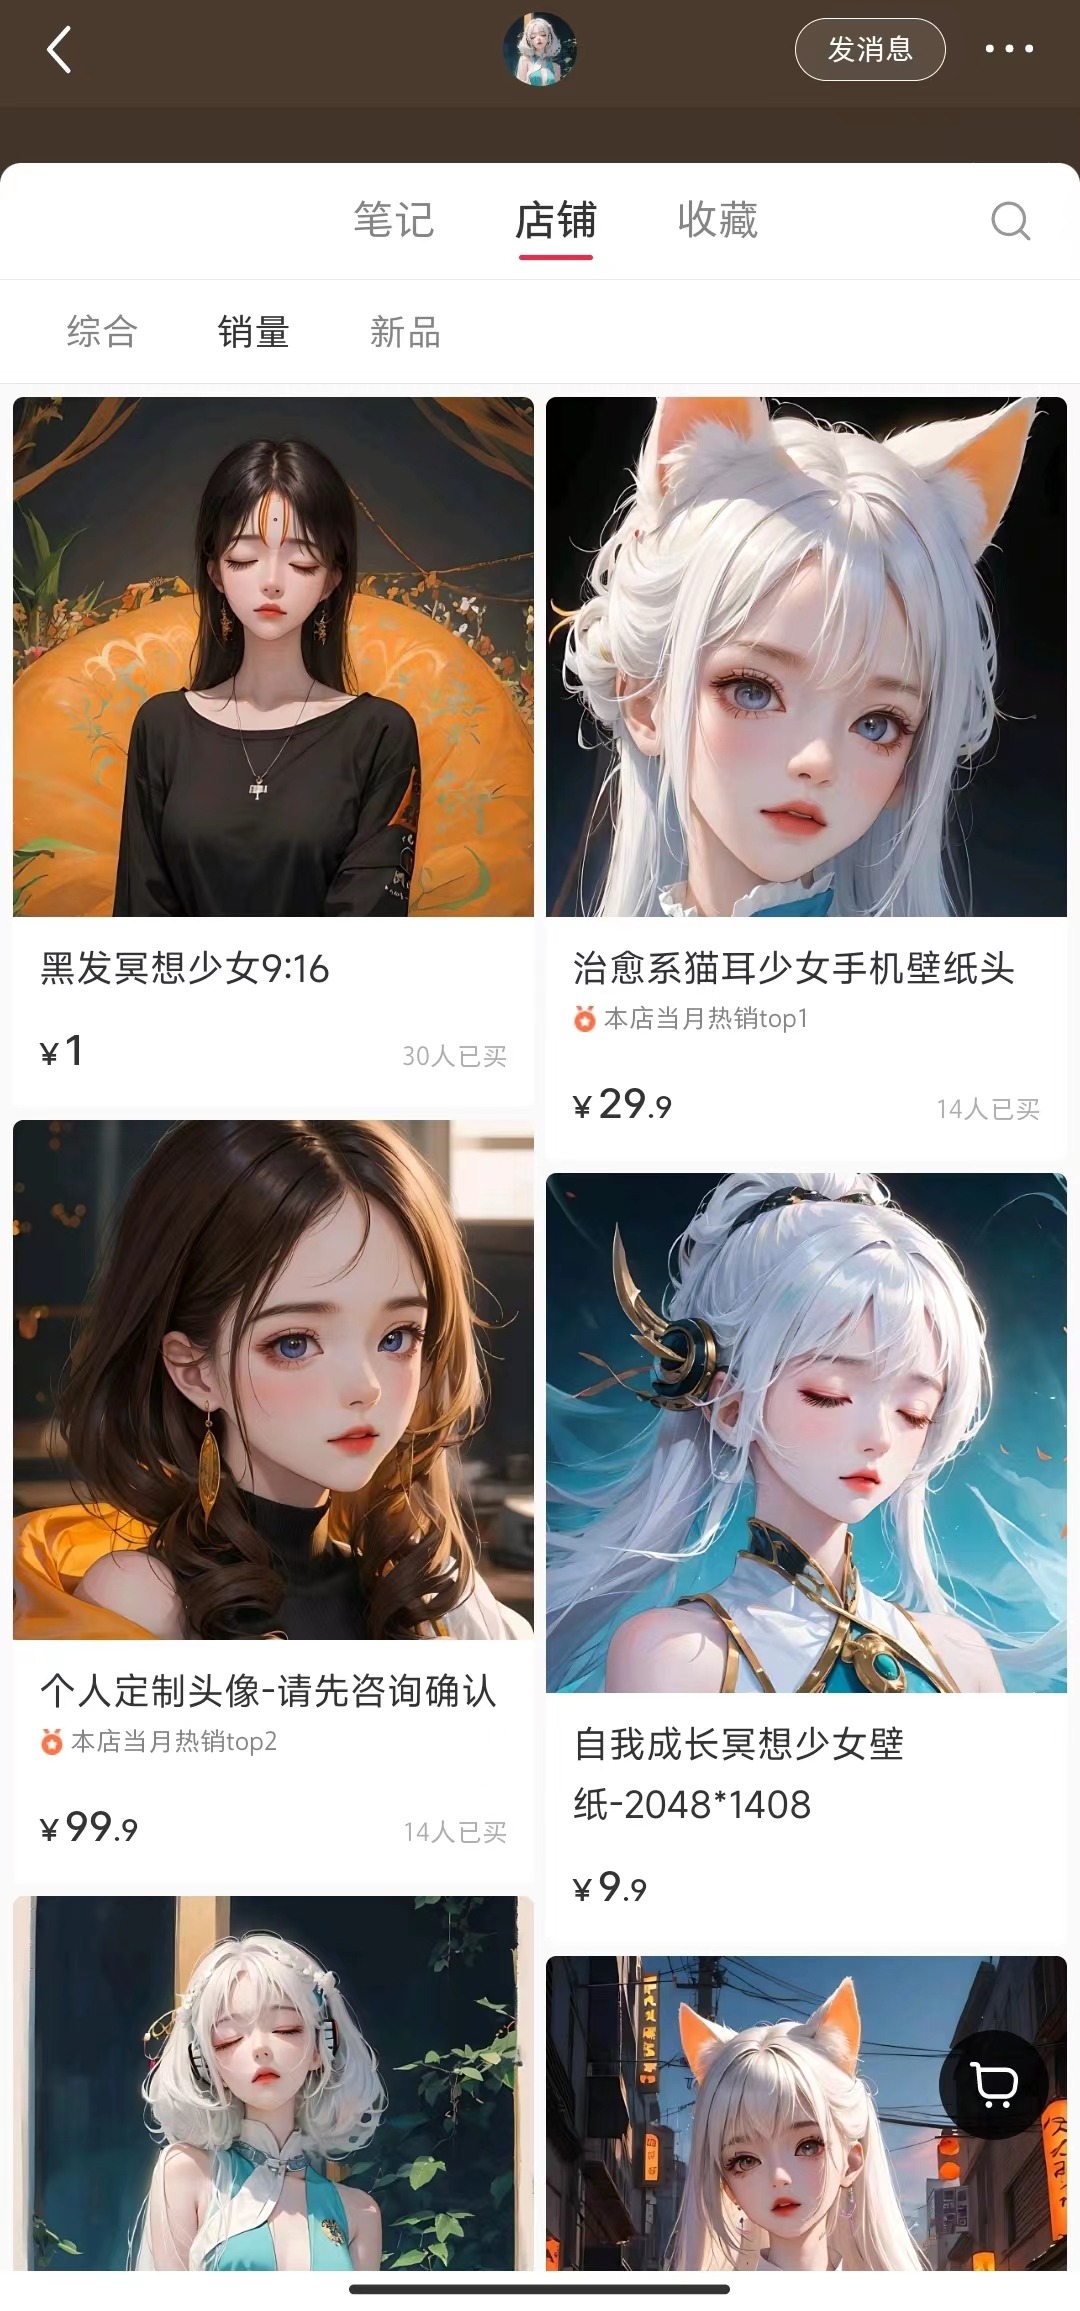 发消息
笔记 店铺 收藏
综合 销量 新品
黑发冥想少女9:16
¥1 30人已买
治愈系猫耳少女手机壁纸头
本店当月热销top1
¥29.9 14人已买
个人定制头像-请先咨询确认
本店当月热销top2
¥99.9 14人已买
自我成长冥想少女壁
纸-2048*1408
¥9.9